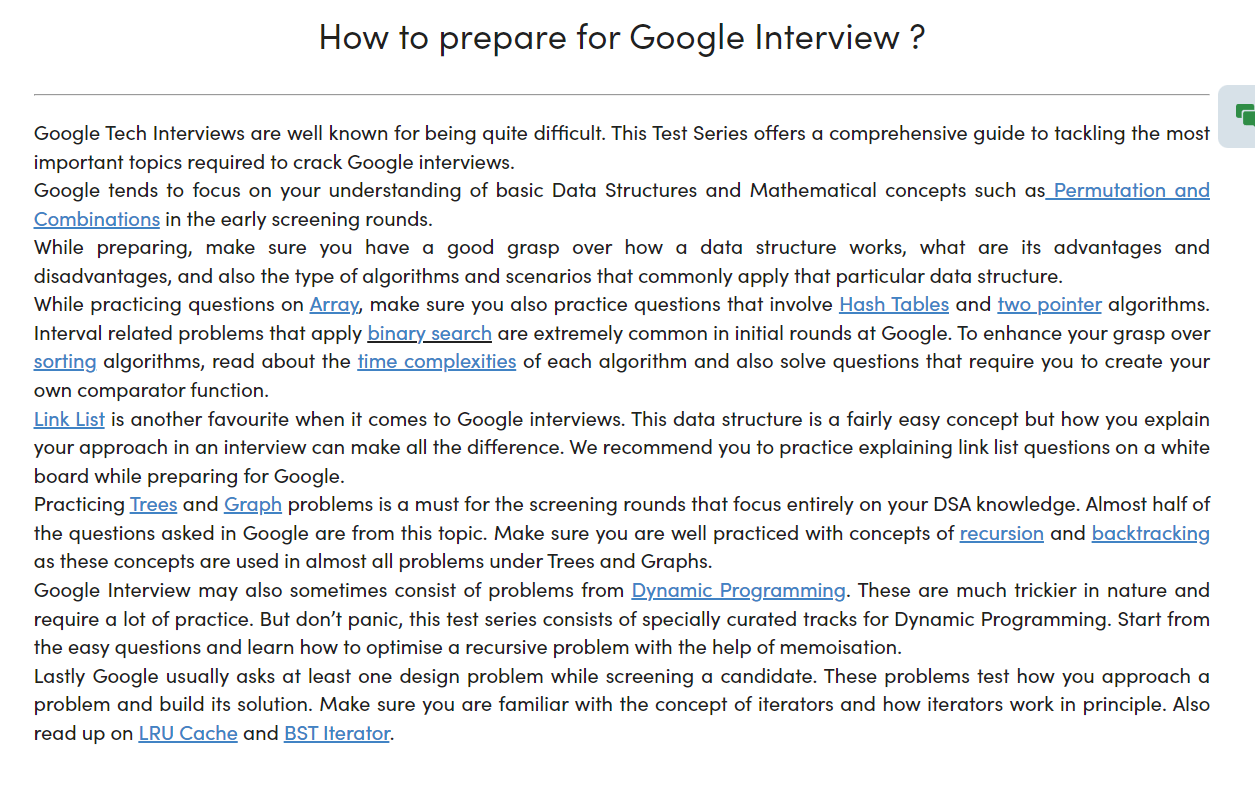 How to prepare for Google Interview ?
Google Tech Interviews are well known for being quite difficult. This Test Series offers a comprehensive guide to tackling the most
important topics required to crack Google interviews.
Google tends to focus on your understanding of basic Data Structures and Mathematical concepts such as Permutation and
Combinations in the early screening rounds.
While preparing, make sure you have a good grasp over how a data structure works, what are its advantages and
disadvantages, and also the type of algorithms and scenarios that commonly apply that particular data structure.
While practicing questions on Array, make sure you also practice questions that involve Hash Tables and two pointer algorithms.
Interval related problems that apply binary search are extremely common in initial rounds at Google. To enhance your grasp over
sorting algorithms, read about the time complexities of each algorithm and also solve questions that require you to create your
own comparator function.
Link List is another favourite when it comes to Google interviews. This data structure is a fairly easy concept but how you explain
your approach in an interview can make all the difference. We recommend you to practice explaining link list questions on a white
board while preparing for Google.
Practicing Trees and Graph problems is a must for the screening rounds that focus entirely on your DSA knowledge. Almost half of
the questions asked in Google are from this topic. Make sure you are well practiced with concepts of recursion and backtracking
as these concepts are used in almost all problems under Trees and Graphs.
Google Interview may also sometimes consist of problems from Dynamic Programming. These are much trickier in nature and
require a lot of practice. But don’t panic, this test series consists of specially curated tracks for Dynamic Programming. Start from
the easy questions and learn how to optimise a recursive problem with the help of memoisation.
Lastly Google usually asks at least one design problem while screening a candidate. These problems test how you approach a
problem and build its solution. Make sure you are familiar with the concept of iterators and how iterators work in principle. Also
read up on LRU Cache and BST Iterator.